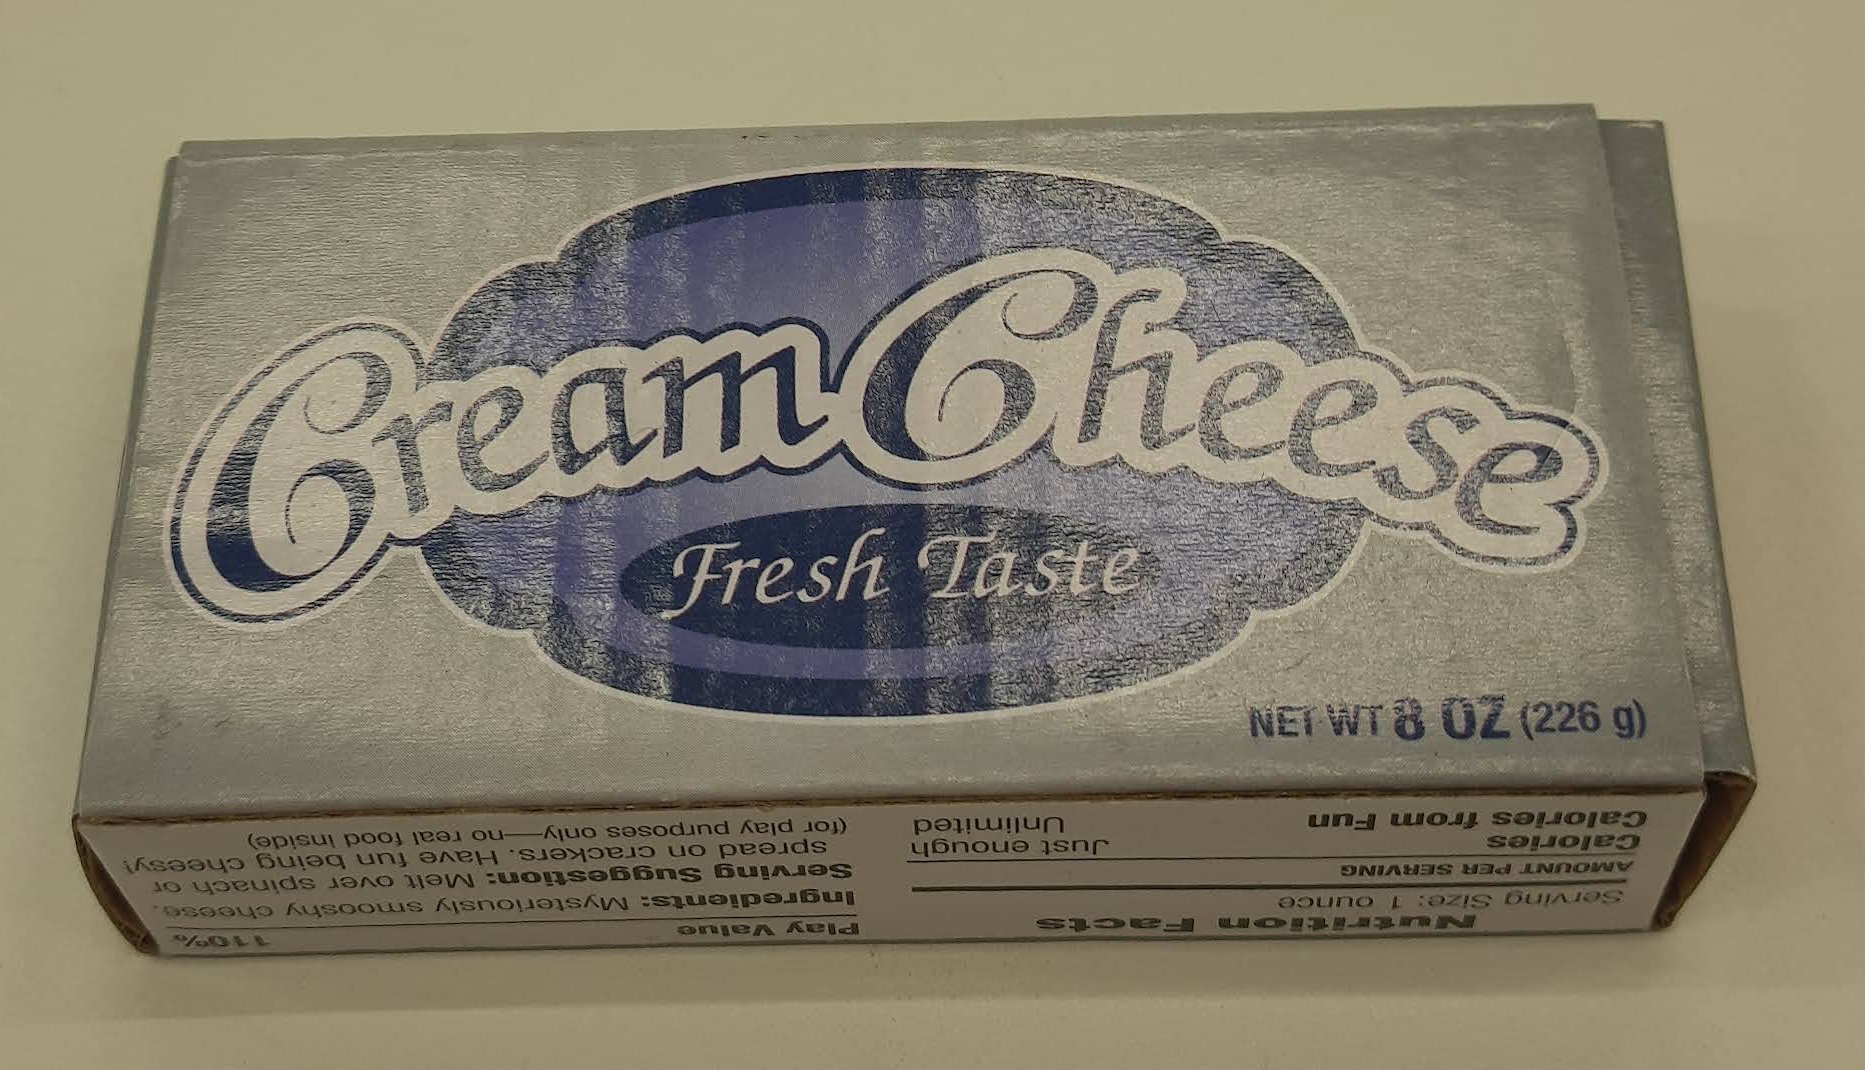 Cream Cheese
Fresh Taste
NET WT 8 OZ (226 g)
Nutrition Facts
Serving Size: 1 ounce
AMOUNT PER SERVING
Calories Just enough
Calories from Fun Unlimited
Play Value 110%
Ingredients: Mysteriously smooshy cheese.
Serving Suggestion: Melt over spinach or
spread on crackers. Have fun being cheesy!
(for play purposes only—no real food inside)